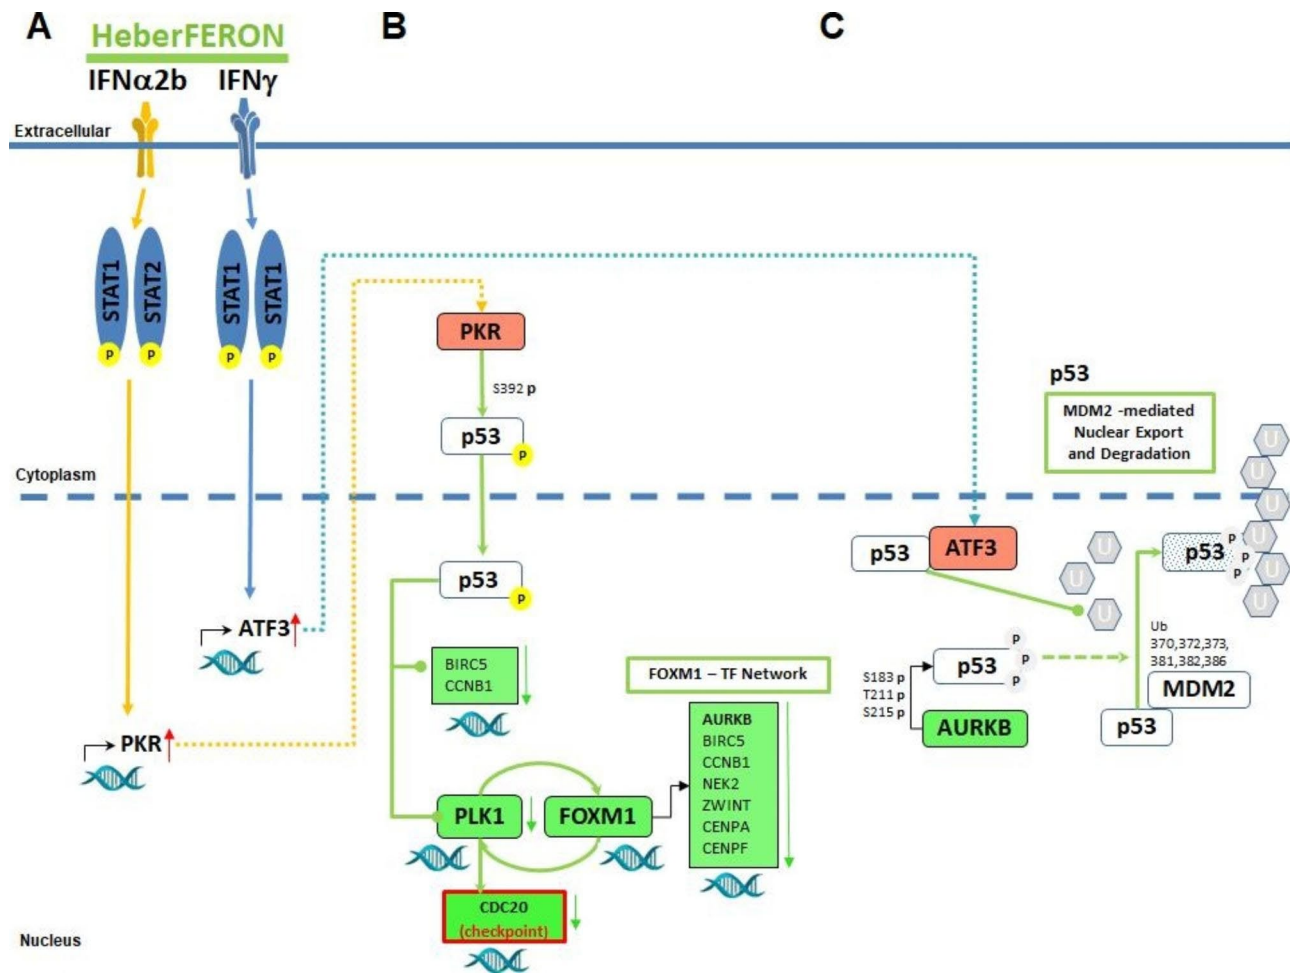 A
B
C
HeberFERON
IFNα2b IFNγ
Extracellular
STAT1
STAT2
STAT1
STAT1
P
P
P
P
PKR
S392 p
p53
P
p53
MDM2 -mediated
Nuclear Export
and Degradation
Cytoplasm
U
U
U
U
U
U
p53
ATF3
p53
P
P
P
U
U
U
p53
P
ATF3
BIRC5
CCNB1
FOXM1 – TF Network
Ub
370,372,373,
381,382,386
MDM2
p53
S183 p
T211 p
S215 p
p53
P
P
P
AURKB
PKR
AURKB
BIRC5
CCNB1
NEK2
ZWINT
CENPA
CENPF
PLK1
FOXM1
CDC20
(checkpoint)
Nucleus